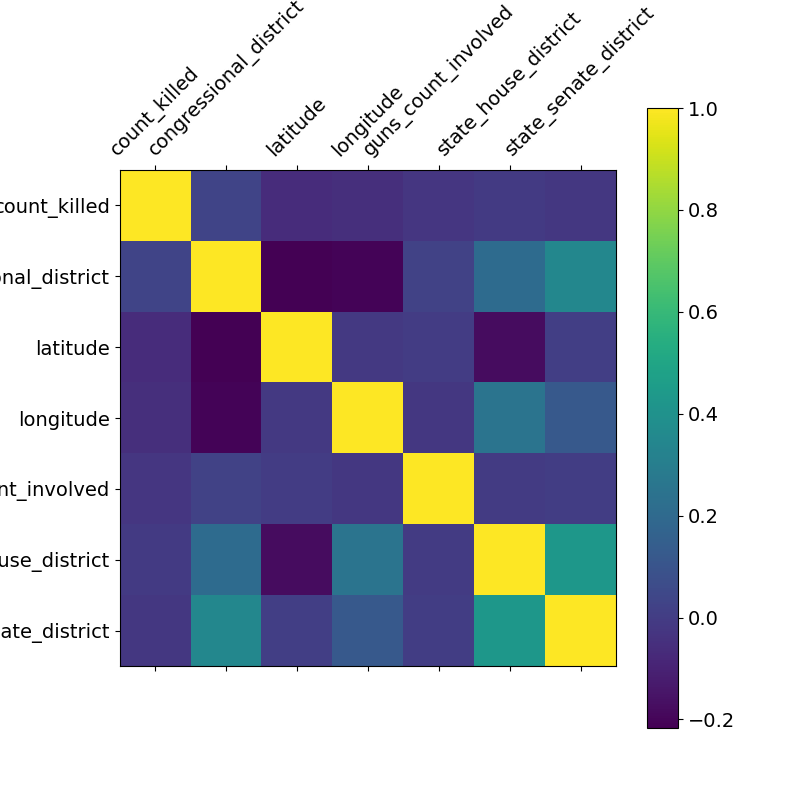 count_killed
congressional_district
latitude
longitude
guns_count_involved
state_house_district
state_senate_district
count_killed
onal_district
latitude
longitude
nt_involved
use_district
ate_district
1.0
0.8
0.6
0.4
0.2
0.0
−0.2